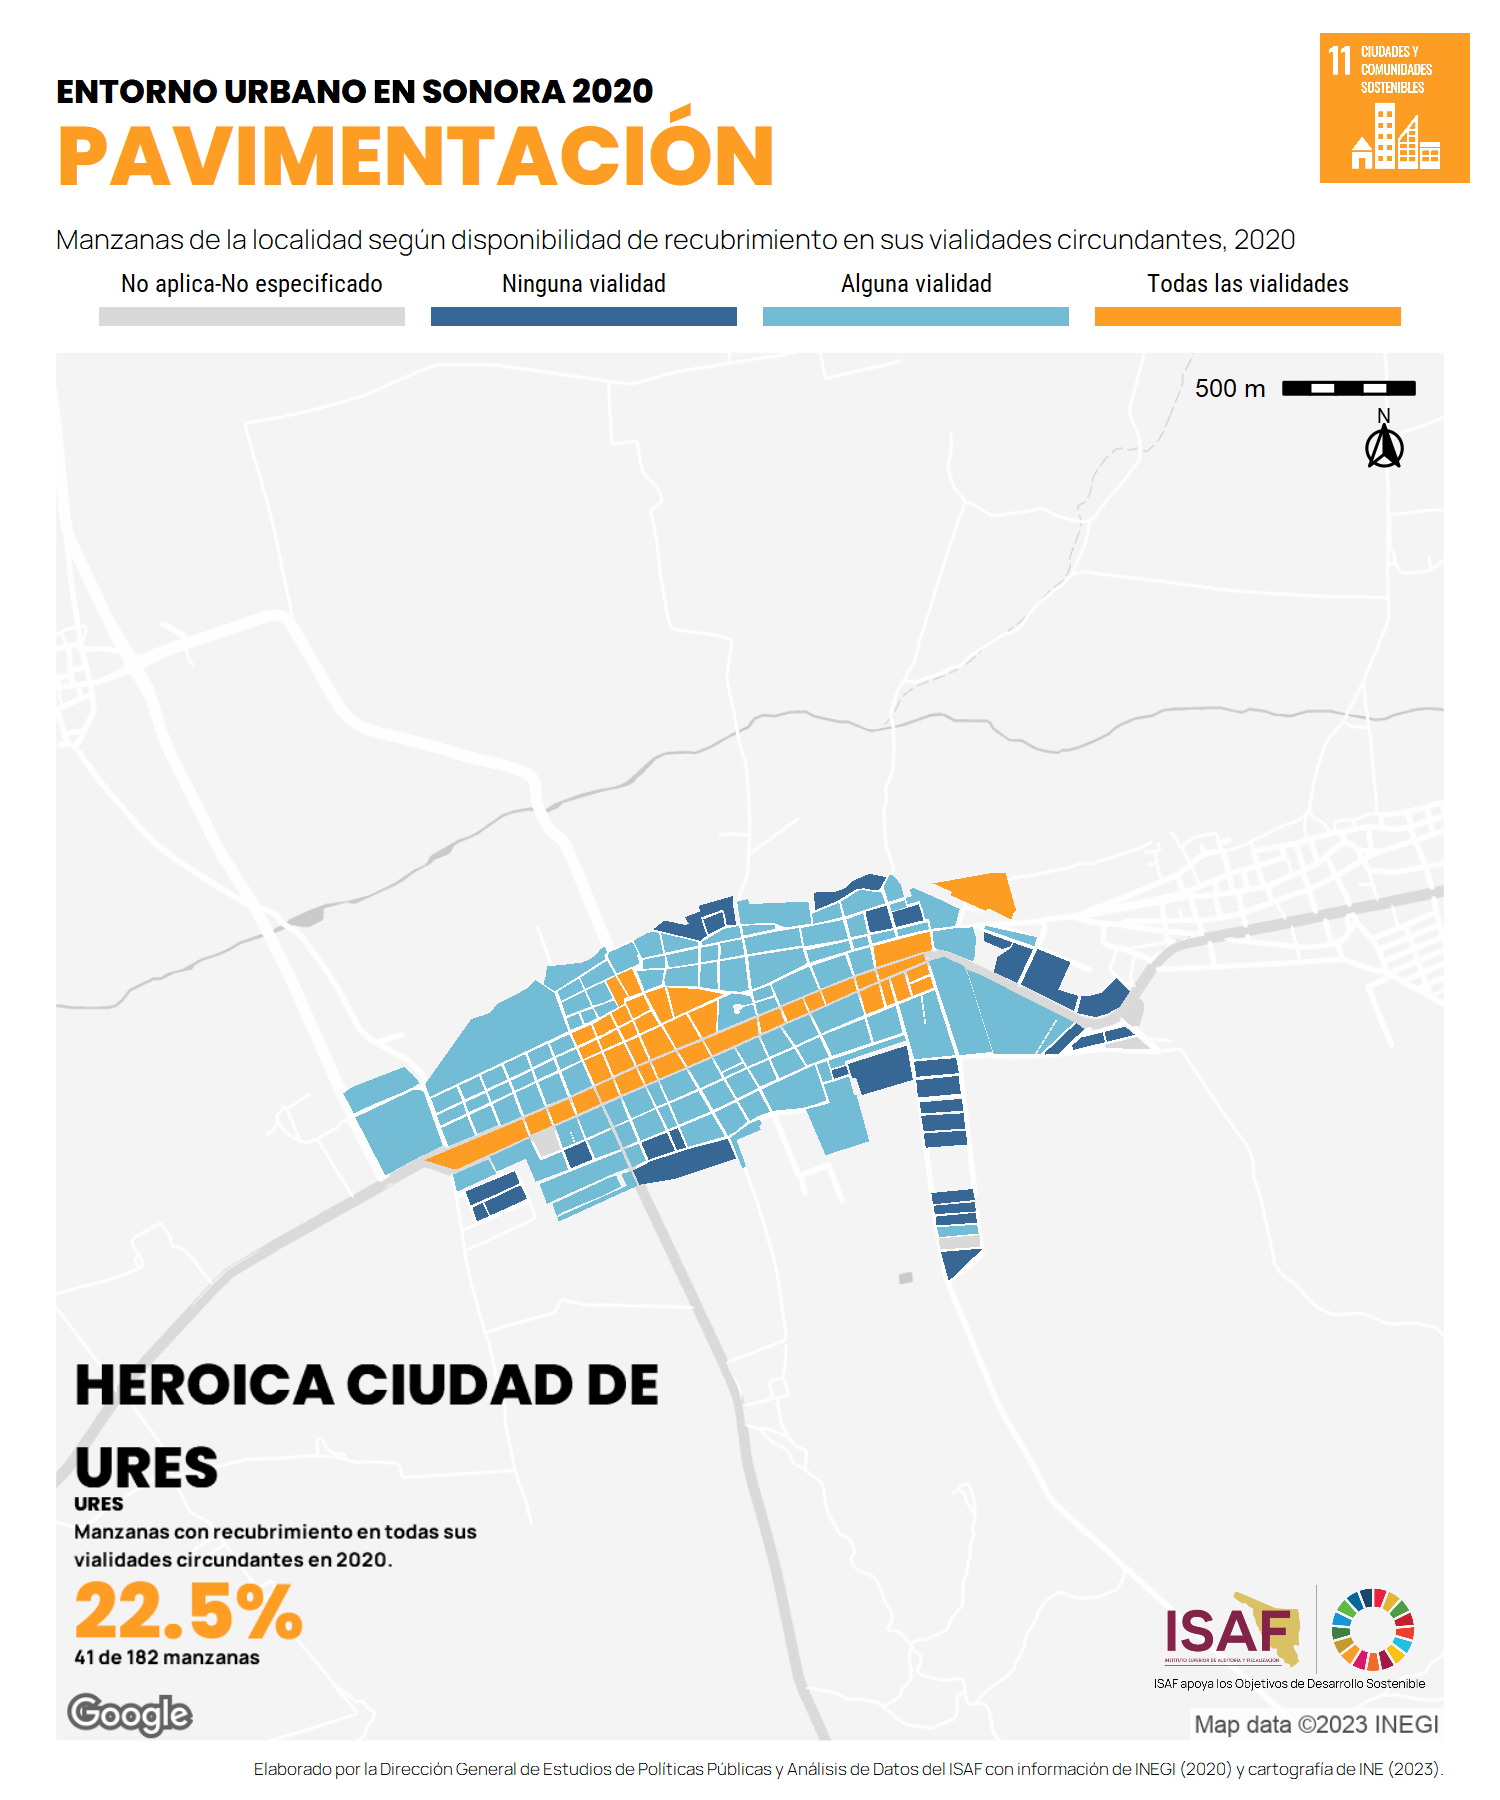 ENTORNO URBANO EN SONORA 2020
PAVIMENTACIÓN
11 CIUDADES Y
COMUNIDADES
SOSTENIBLES
Manzanas de la localidad según disponibilidad de recubrimiento en sus vialidades circundantes, 2020
No aplica-No especificado
Ninguna vialidad
Alguna vialidad
Todas las vialidades
500 m
N
HEROICA CIUDAD DE
URES
URES
Manzanas con recubrimiento en todas sus
vialidades circundantes en 2020.
22.5%
41 de 182 manzanas
Google
ISAF
INSTITUTO SUPERIOR DE AUDITORÍA Y FISCALIZACIÓN
ISAF apoya los Objetivos de Desarrollo Sostenible
Map data ©2023 INEGI
Elaborado por la Dirección General de Estudios de Políticas Públicas y Análisis de Datos del ISAF con información de INEGI (2020) y cartografía de INE (2023).